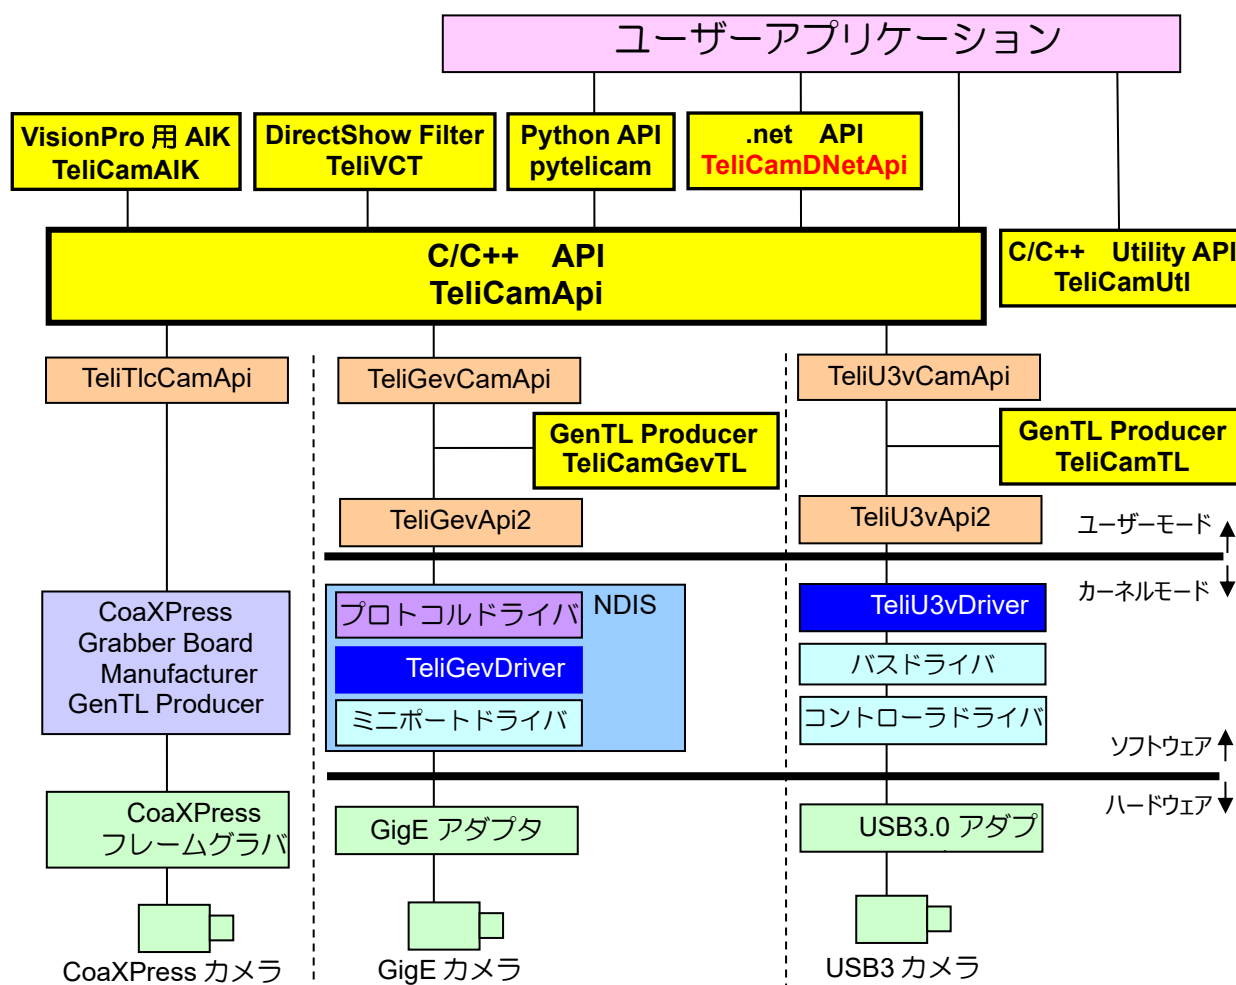 ユーザーアプリケーション
VisionPro 用 AIK
TeliCamAIK
DirectShow Filter
TeliVCT
Python API
pytelicam
.net API
TeliCamDNetApi
C/C++ API
TeliCamApi
C/C++ Utility API
TeliCamUtl
TeliTlcCamApi
TeliGevCamApi
TeliU3vCamApi
GenTL Producer
TeliCamGevTL
GenTL Producer
TeliCamTL
TeliGevApi2
TeliU3vApi2
ユーザーモード
カーネルモード
CoaXPress
Grabber Board
Manufacturer
GenTL Producer
NDIS
プロトコルドライバ
TeliGevDriver
ミニポートドライバ
TeliU3vDriver
バスドライバ
コントローラドライバ
ソフトウェア
ハードウェア
CoaXPress
フレームグラバ
GigE アダプタ
USB3.0 アダプ
CoaXPress カメラ
GigE カメラ
USB3 カメラ